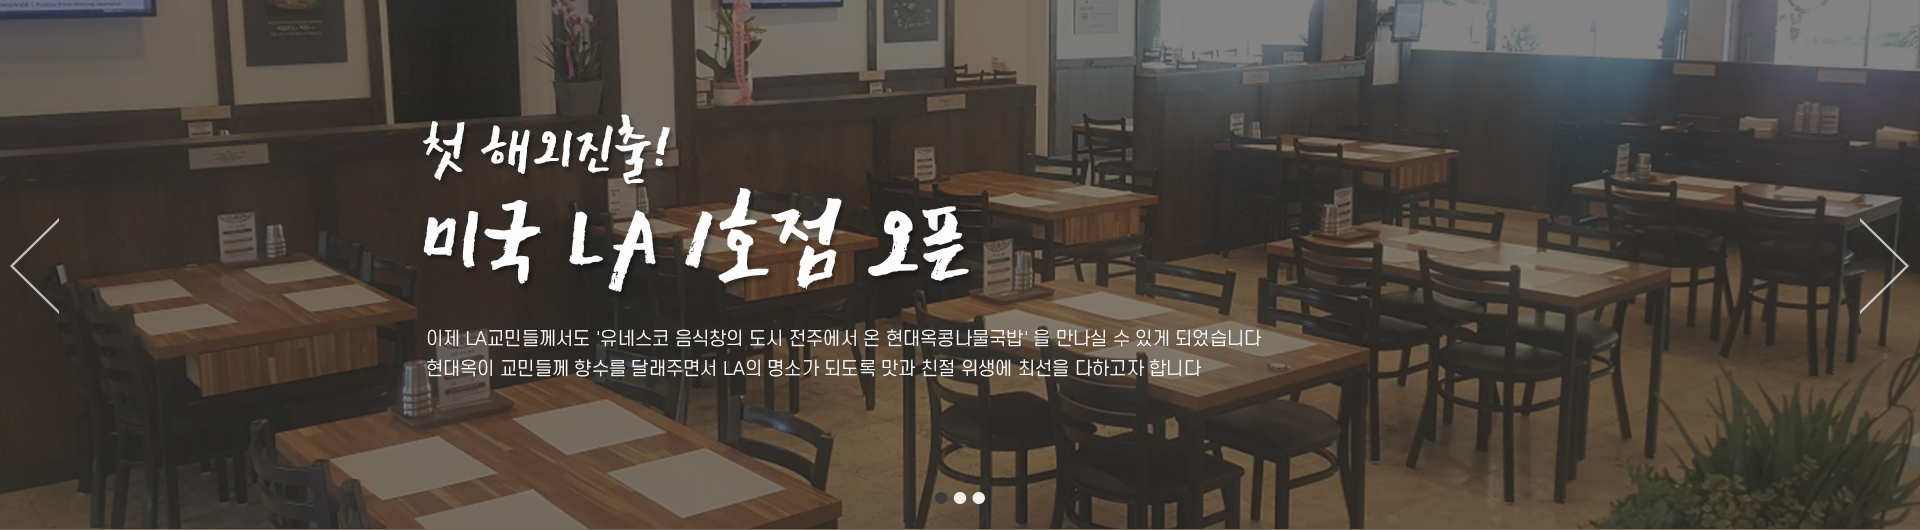 첫 해외진출!
미국 LA 1호점 오픈
이제 LA교민들께서도 '유네스코 음식창의 도시 전주에서 온 현대옥콩나물국밥' 을 만나실 수 있게 되었습니다
현대옥이 교민들께 향수를 달래주면서 LA의 명소가 되도록 맛과 친절 위생에 최선을 다하고자 합니다